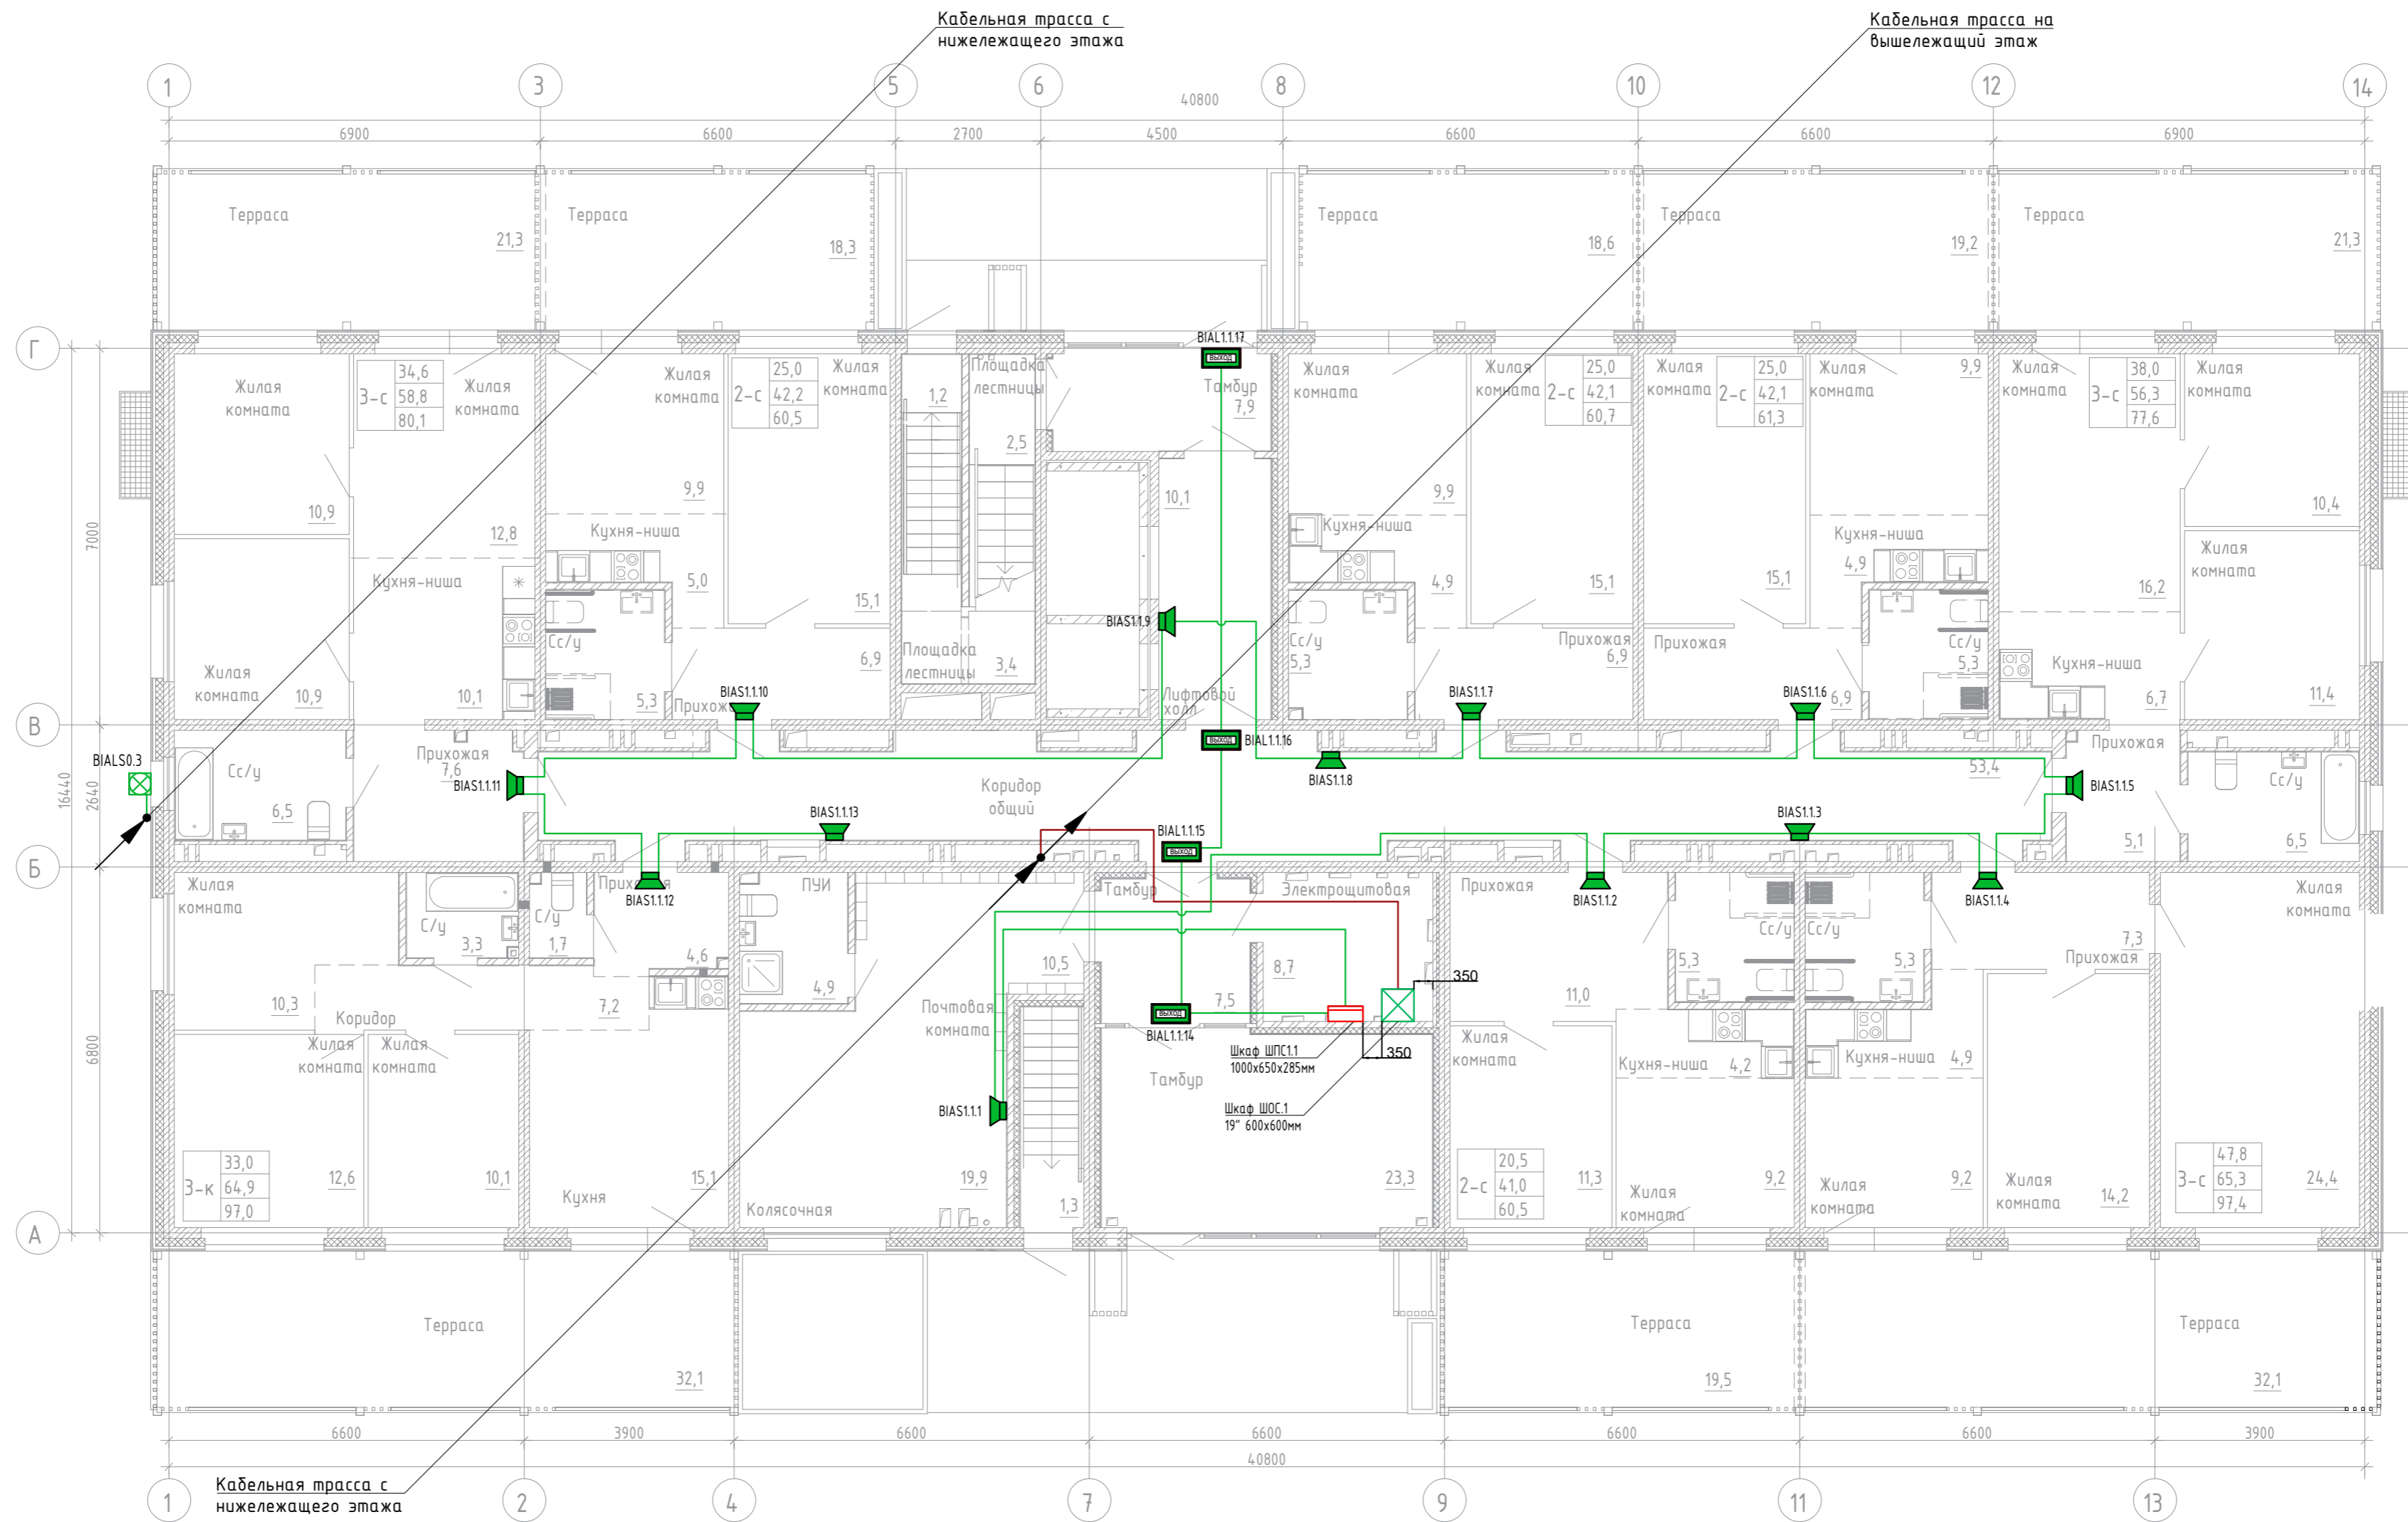 Кабельная трасса с
нижележащего этажа
Кабельная трасса на
вышележащий этаж
1
3
5
6
8
10
12
14
40800
6900
6600
2700
4500
6600
6600
6900
Терраса
21,3
Терраса
18,3
Терраса
18,6
Терраса
19,2
Терраса
21,3
Г
В
Б
А
7000
2640
16440
6800
Жилая
комната
10,9
3-с
34,6
58,8
80,1
Жилая
комната
12,8
Кухня-ниша
10,1
Жилая
комната
10,9
Жилая
комната
9,9
2-с
25,0
42,2
60,5
Жилая
комната
15,1
Кухня-ниша
5,0
Сс/у
5,3
6,9
Прихожая
1,2
Площадка
лестницы
2,5
Площадка
лестницы
3,4
BIAL1.1.17
ВЫХОД
Тамбур
7,9
10,1
BIAS1.1.9
Лифтовой
холл
Жилая
комната
9,9
Жилая
комната
15,1
2-с
25,0
42,1
60,7
Кухня-ниша
4,9
Сс/у
5,3
Прихожая
6,9
Жилая
комната
15,1
2-с
25,0
42,1
61,3
Жилая
комната
9,9
Кухня-ниша
4,9
Прихожая
6,9
Сс/у
5,3
Жилая
комната
16,2
3-с
38,0
56,3
77,6
Жилая
комната
10,4
Жилая
комната
11,4
Кухня-ниша
6,7
BIAS1.1.10
BIAS1.1.7
BIAS1.1.6
BIALS0.3
Сс/у
6,5
Прихожая
7,6
BIAS1.1.11
BIAS1.1.13
Коридор
общий
ВЫХОД
BIAL1.1.16
BIAS1.1.8
BIAL1.1.15
ВЫХОД
53,4
BIAS1.1.3
BIAS1.1.5
Прихожая
5,1
Сс/у
6,5
Жилая
комната
10,3
С/у
3,3
С/у
1,7
Прихожая
BIAS1.1.12
4,6
7,2
Коридор
Жилая
комната
12,6
Жилая
комната
10,1
3-к
33,0
64,9
97,0
Кухня
15,1
ПУИ
4,9
Почтовая
комната
10,5
BIAS1.1.1
19,9
Колясочная
1,3
Тамбур
7,5
Электрощитовая
8,7
BIAL1.1.14
ВЫХОД
350
350
Шкаф ШПС1.1
1000х650х285мм
Шкаф ШОС.1
19" 600х600мм
Тамбур
23,3
Прихожая
11,0
BIAS1.1.2
Сс/у
5,3
Жилая
комната
11,3
2-с
20,5
41,0
60,5
Кухня-ниша
4,2
Жилая
комната
9,2
Сс/у
5,3
BIAS1.1.4
Кухня-ниша
4,9
Жилая
комната
9,2
7,3
Прихожая
Жилая
комната
14,2
Жилая
комната
3-с
47,8
65,3
97,4
24,4
Терраса
32,1
Терраса
19,5
Терраса
32,1
6600
3900
6600
6600
6600
6600
3900
40800
Кабельная трасса с
нижележащего этажа
1
2
4
7
9
11
13